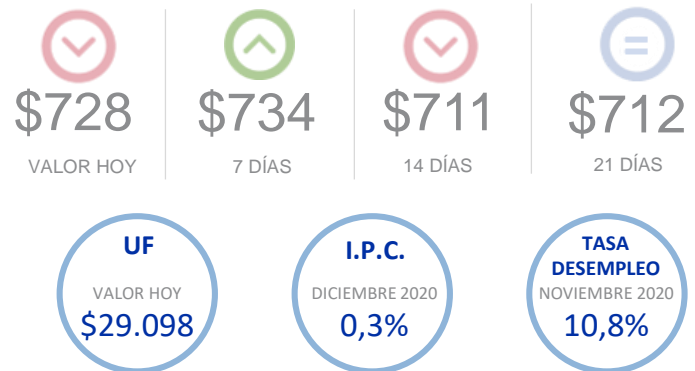 $728 $734 $711 $712
VALOR HOY 7 DÍAS 14 DÍAS 21 DÍAS
UF
VALOR HOY
$29.098
I.P.C.
DICIEMBRE 2020
0,3%
TASA
DESEMPLEO
NOVIEMBRE 2020
10,8%